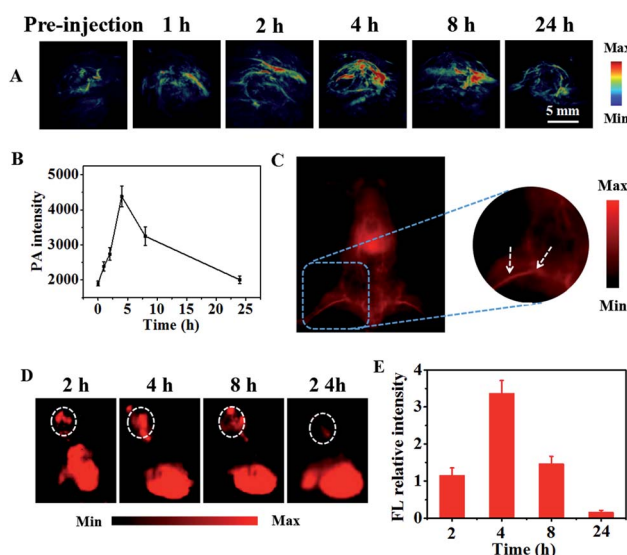 Pre-injection 1 h 2 h 4 h 8 h 24 h
A
Max
Min
5 mm
B
PA intensity
5000
4000
3000
2000
0 5 10 15 20 25
Time (h)
C
Max
Min
D
2 h 4 h 8 h 2 4h
Min Max
E
FL relative intensity
4
3
2
1
0
2 4 8 24
Time (h)